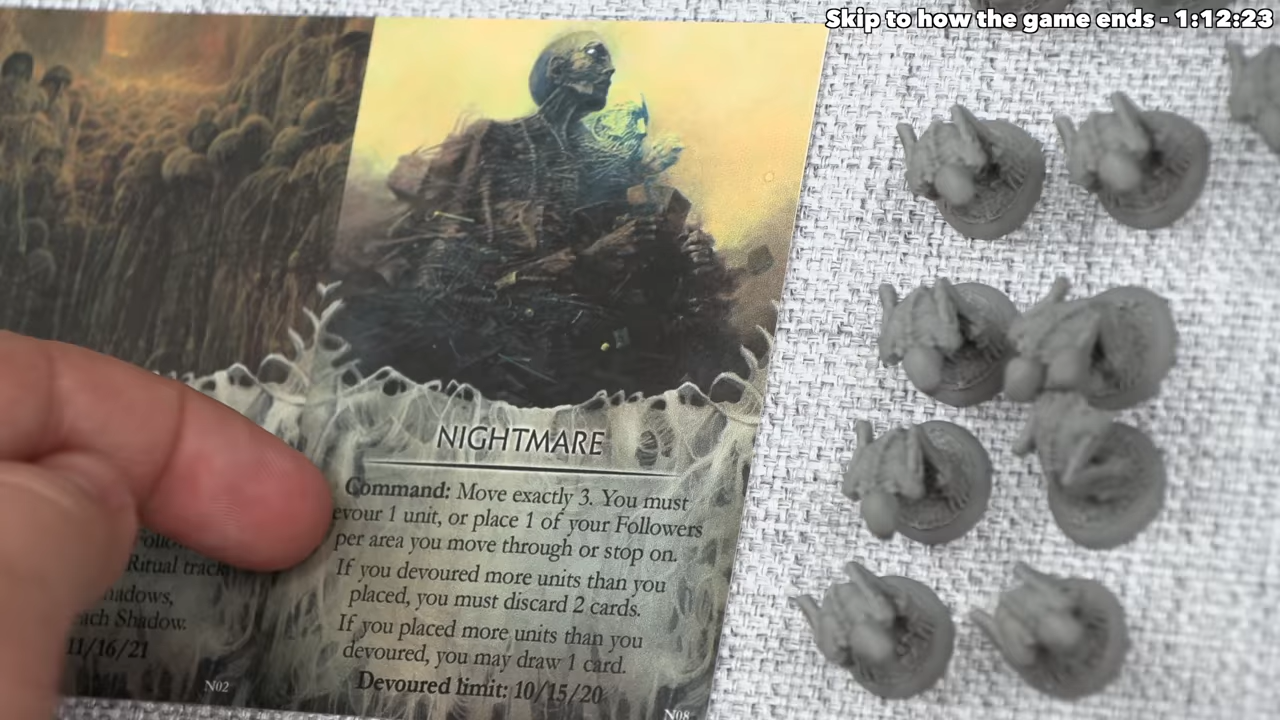 Skip to how the game ends - 1:12:23
NIGHTMARE
Command: Move exactly 3. You must
evour 1 unit, or place 1 of your Followers
per area you move through or stop on.
If you devoured more units than you
placed, you must discard 2 cards.
If you placed more units than you
devoured, you may draw 1 card.
Devoured limit: 10/15/20
N08
Follo
Ritual track
hadows,
ach Shadow.
11/16/21
N02